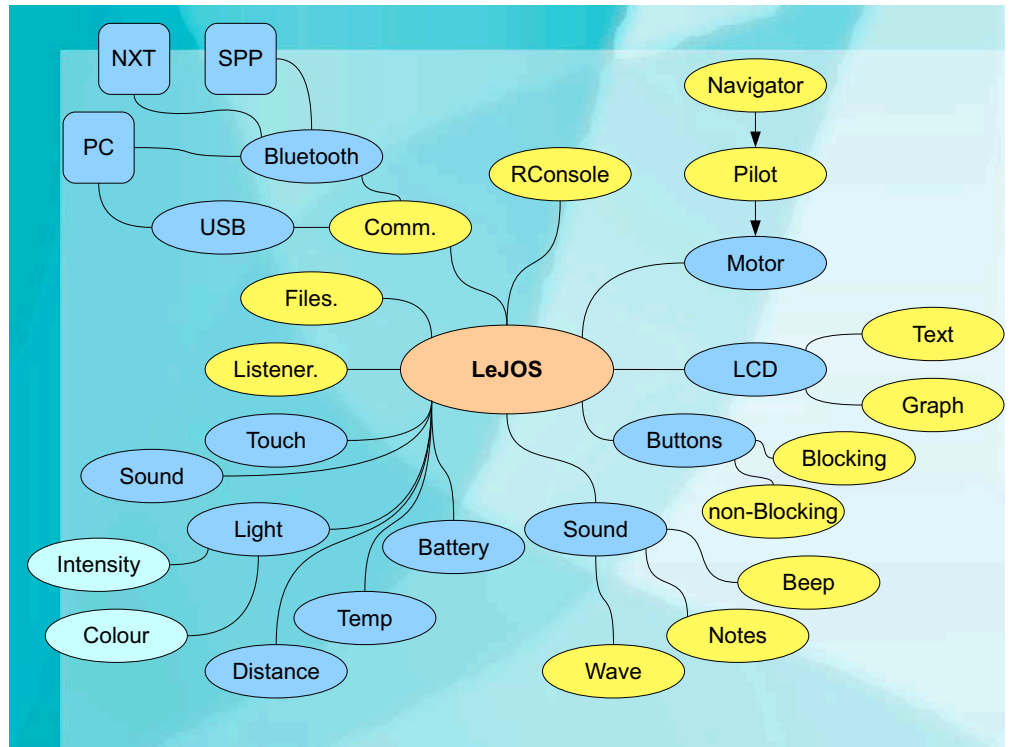 NXT
SPP
Navigator
PC
Bluetooth
RConsole
Pilot
USB
Comm.
Motor
Files.
Text
Listener.
LeJOS
LCD
Graph
Touch
Buttons
Blocking
Sound
non-Blocking
Light
Sound
Battery
Intensity
Beep
Temp
Colour
Notes
Distance
Wave